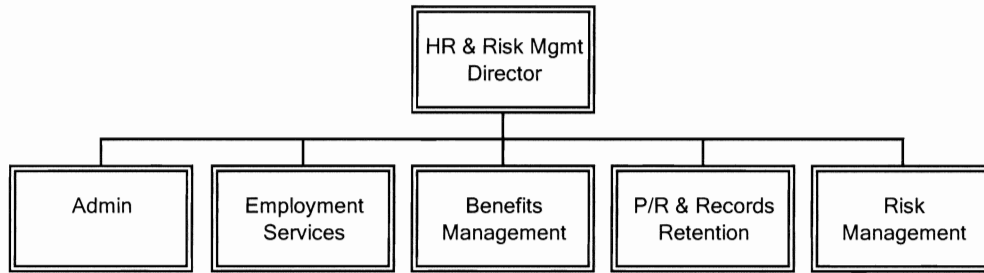 HR & Risk Mgmt
Director
Admin
Employment
Services
Benefits
Management
P/R & Records
Retention
Risk
Management